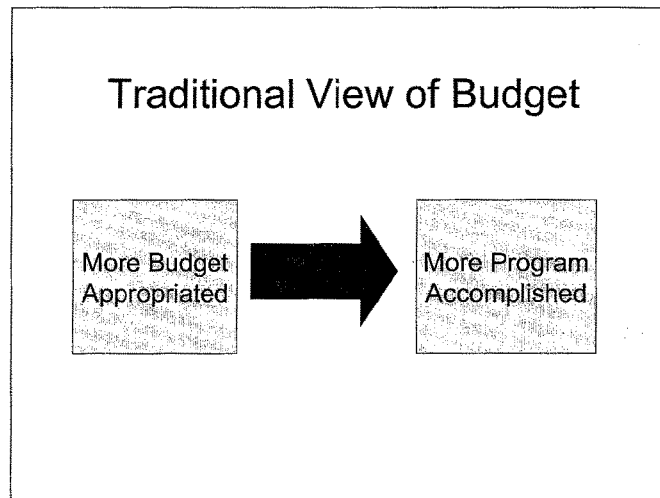 Traditional View of Budget
More Budget
Appropriated
More Program
Accomplished